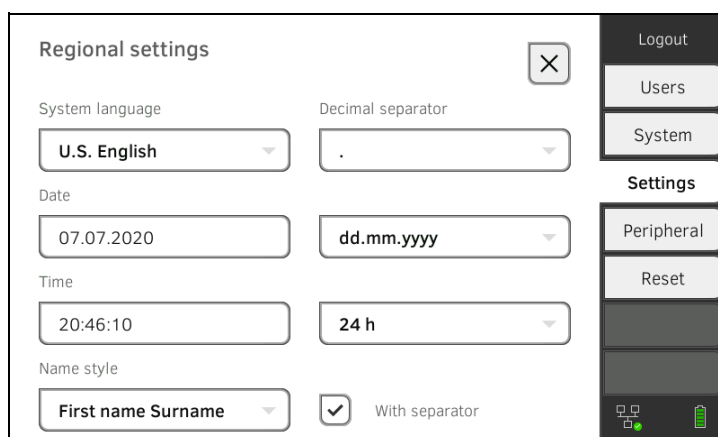 Regional settings
System language
Decimal separator
U.S. English
.
Date
07.07.2020
dd.mm.yyyy
Time
20:46:10
24 h
Name style
First name Surname
With separator
Logout
Users
System
Settings
Peripheral
Reset